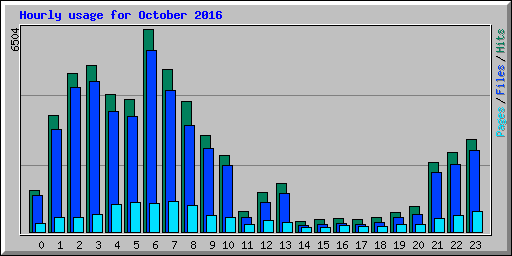 Hourly usage for October 2016
6504
Pages/Files/Hits
0 1 2 3 4 5 6 7 8 9 10 11 12 13 14 15 16 17 18 19 20 21 22 23